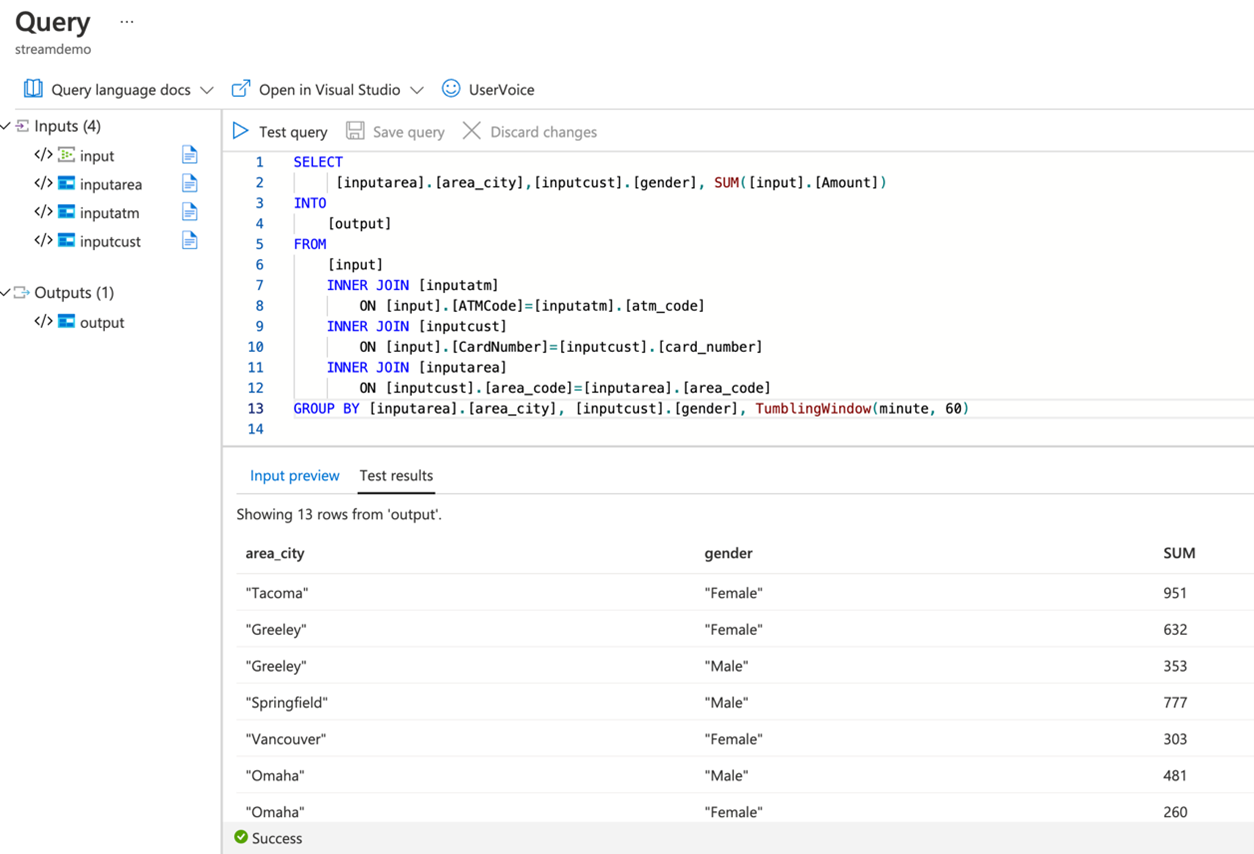 Query ...
streamdemo
Query language docs Open in Visual Studio UserVoice
Inputs (4)
</> input
</> inputarea
</> inputatm
</> inputcust
Outputs (1)
</> output
Test query Save query Discard changes
1 SELECT
2 [inputarea].[area_city],[inputcust].[gender], SUM([input].[Amount])
3 INTO
4 [output]
5 FROM
6 [input]
7 INNER JOIN [inputatm]
8 ON [input].[ATMCode]=[inputatm].[atm_code]
9 INNER JOIN [inputcust]
10 ON [input].[CardNumber]=[inputcust].[card_number]
11 INNER JOIN [inputarea]
12 ON [inputcust].[area_code]=[inputarea].[area_code]
13 GROUP BY [inputarea].[area_city], [inputcust].[gender], TumblingWindow(minute, 60)
14
Input preview Test results
Showing 13 rows from 'output'.
area_city gender SUM
"Tacoma" "Female" 951
"Greeley" "Female" 632
"Greeley" "Male" 353
"Springfield" "Male" 777
"Vancouver" "Female" 303
"Omaha" "Male" 481
"Omaha" "Female" 260
Success